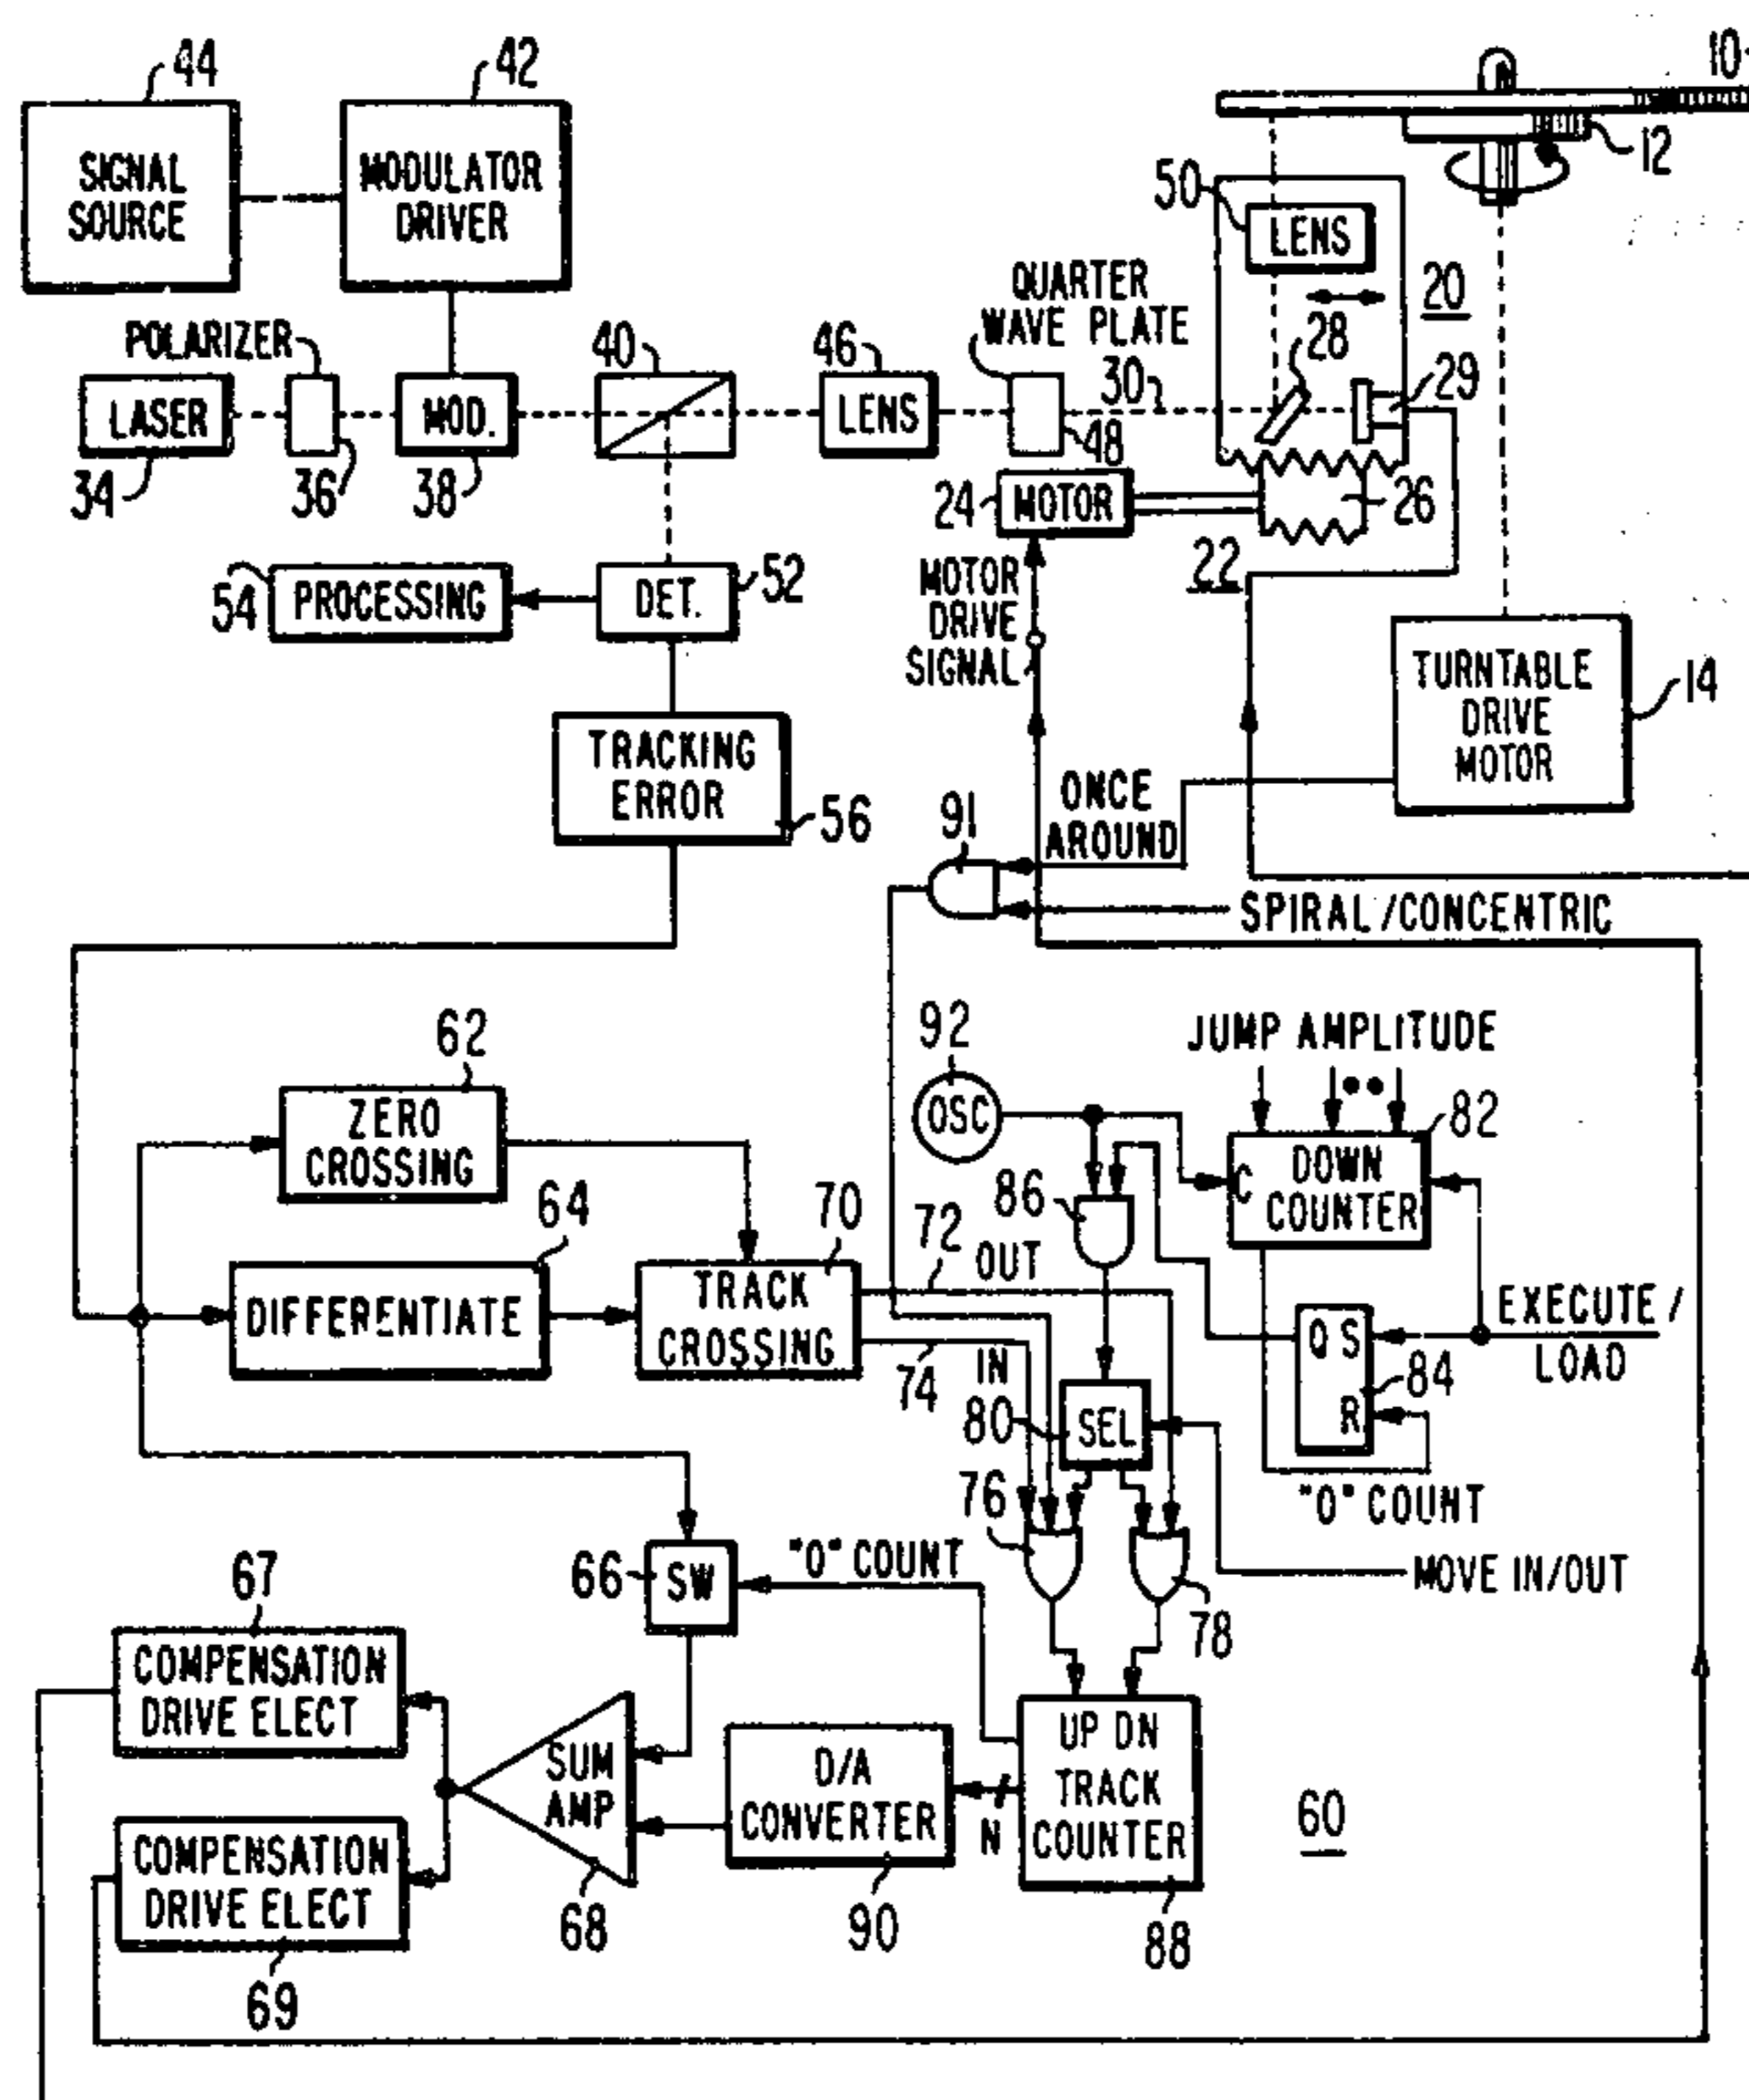 44
42
10
SIGNAL
SOURCE
MODULATOR
DRIVER
12
50
LENS
QUARTER
WAVE PLATE
20
28
POLARIZER
40
46
30
29
LASER
MOD.
LENS
48
34
36
38
24
MOTOR
26
22
54
PROCESSING
DET.
52
MOTOR
DRIVE
SIGNAL
TURNTABLE
DRIVE
MOTOR
14
TRACKING
ERROR
56
91
ONCE
AROUND
SPIRAL/CONCENTRIC
62
92
JUMP AMPLITUDE
ZERO
CROSSING
OSC
82
C
DOWN
COUNTER
86
64
70
72
OUT
DIFFERENTIATE
TRACK
CROSSING
74
IN
EXECUTE/
LOAD
Q S
R
84
80
SEL
"0" COUNT
76
78
66
SW
"0" COUNT
MOVE IN/OUT
67
COMPENSATION
DRIVE ELECT
SUM
AMP
D/A
CONVERTER
N
UP DN
TRACK
COUNTER
60
COMPENSATION
DRIVE ELECT
68
90
88
69